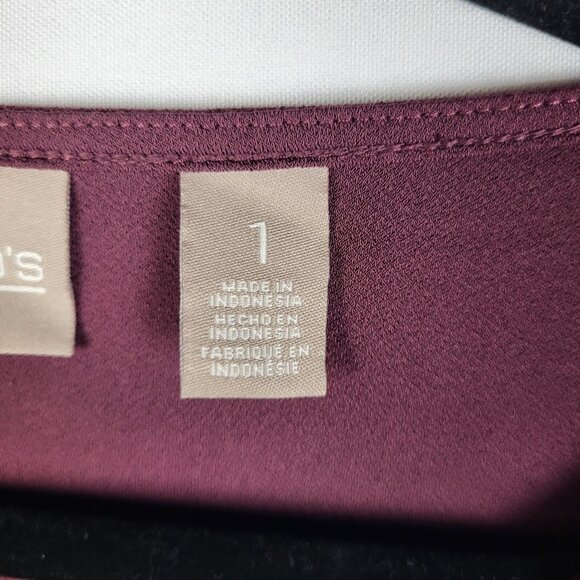 's
1
MADE IN
INDONESIA
HECHO EN
INDONESIA
FABRIQUÉ EN
INDONÉSIE